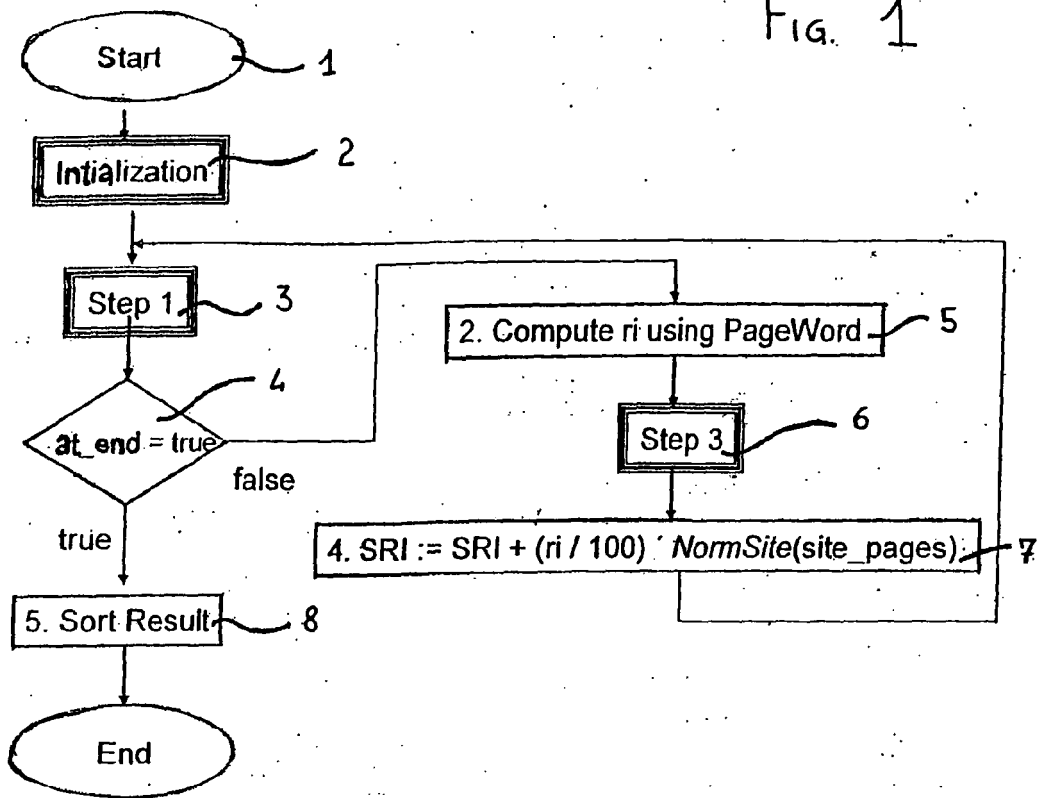 FIG. 1
Start
1
Intialization
2
Step 1
3
at_end = true
4
false
true
2. Compute ri using PageWord
5
Step 3
6
4. SRI := SRI + (ri / 100) * NormSite(site_pages)
7
5. Sort Result
8
End